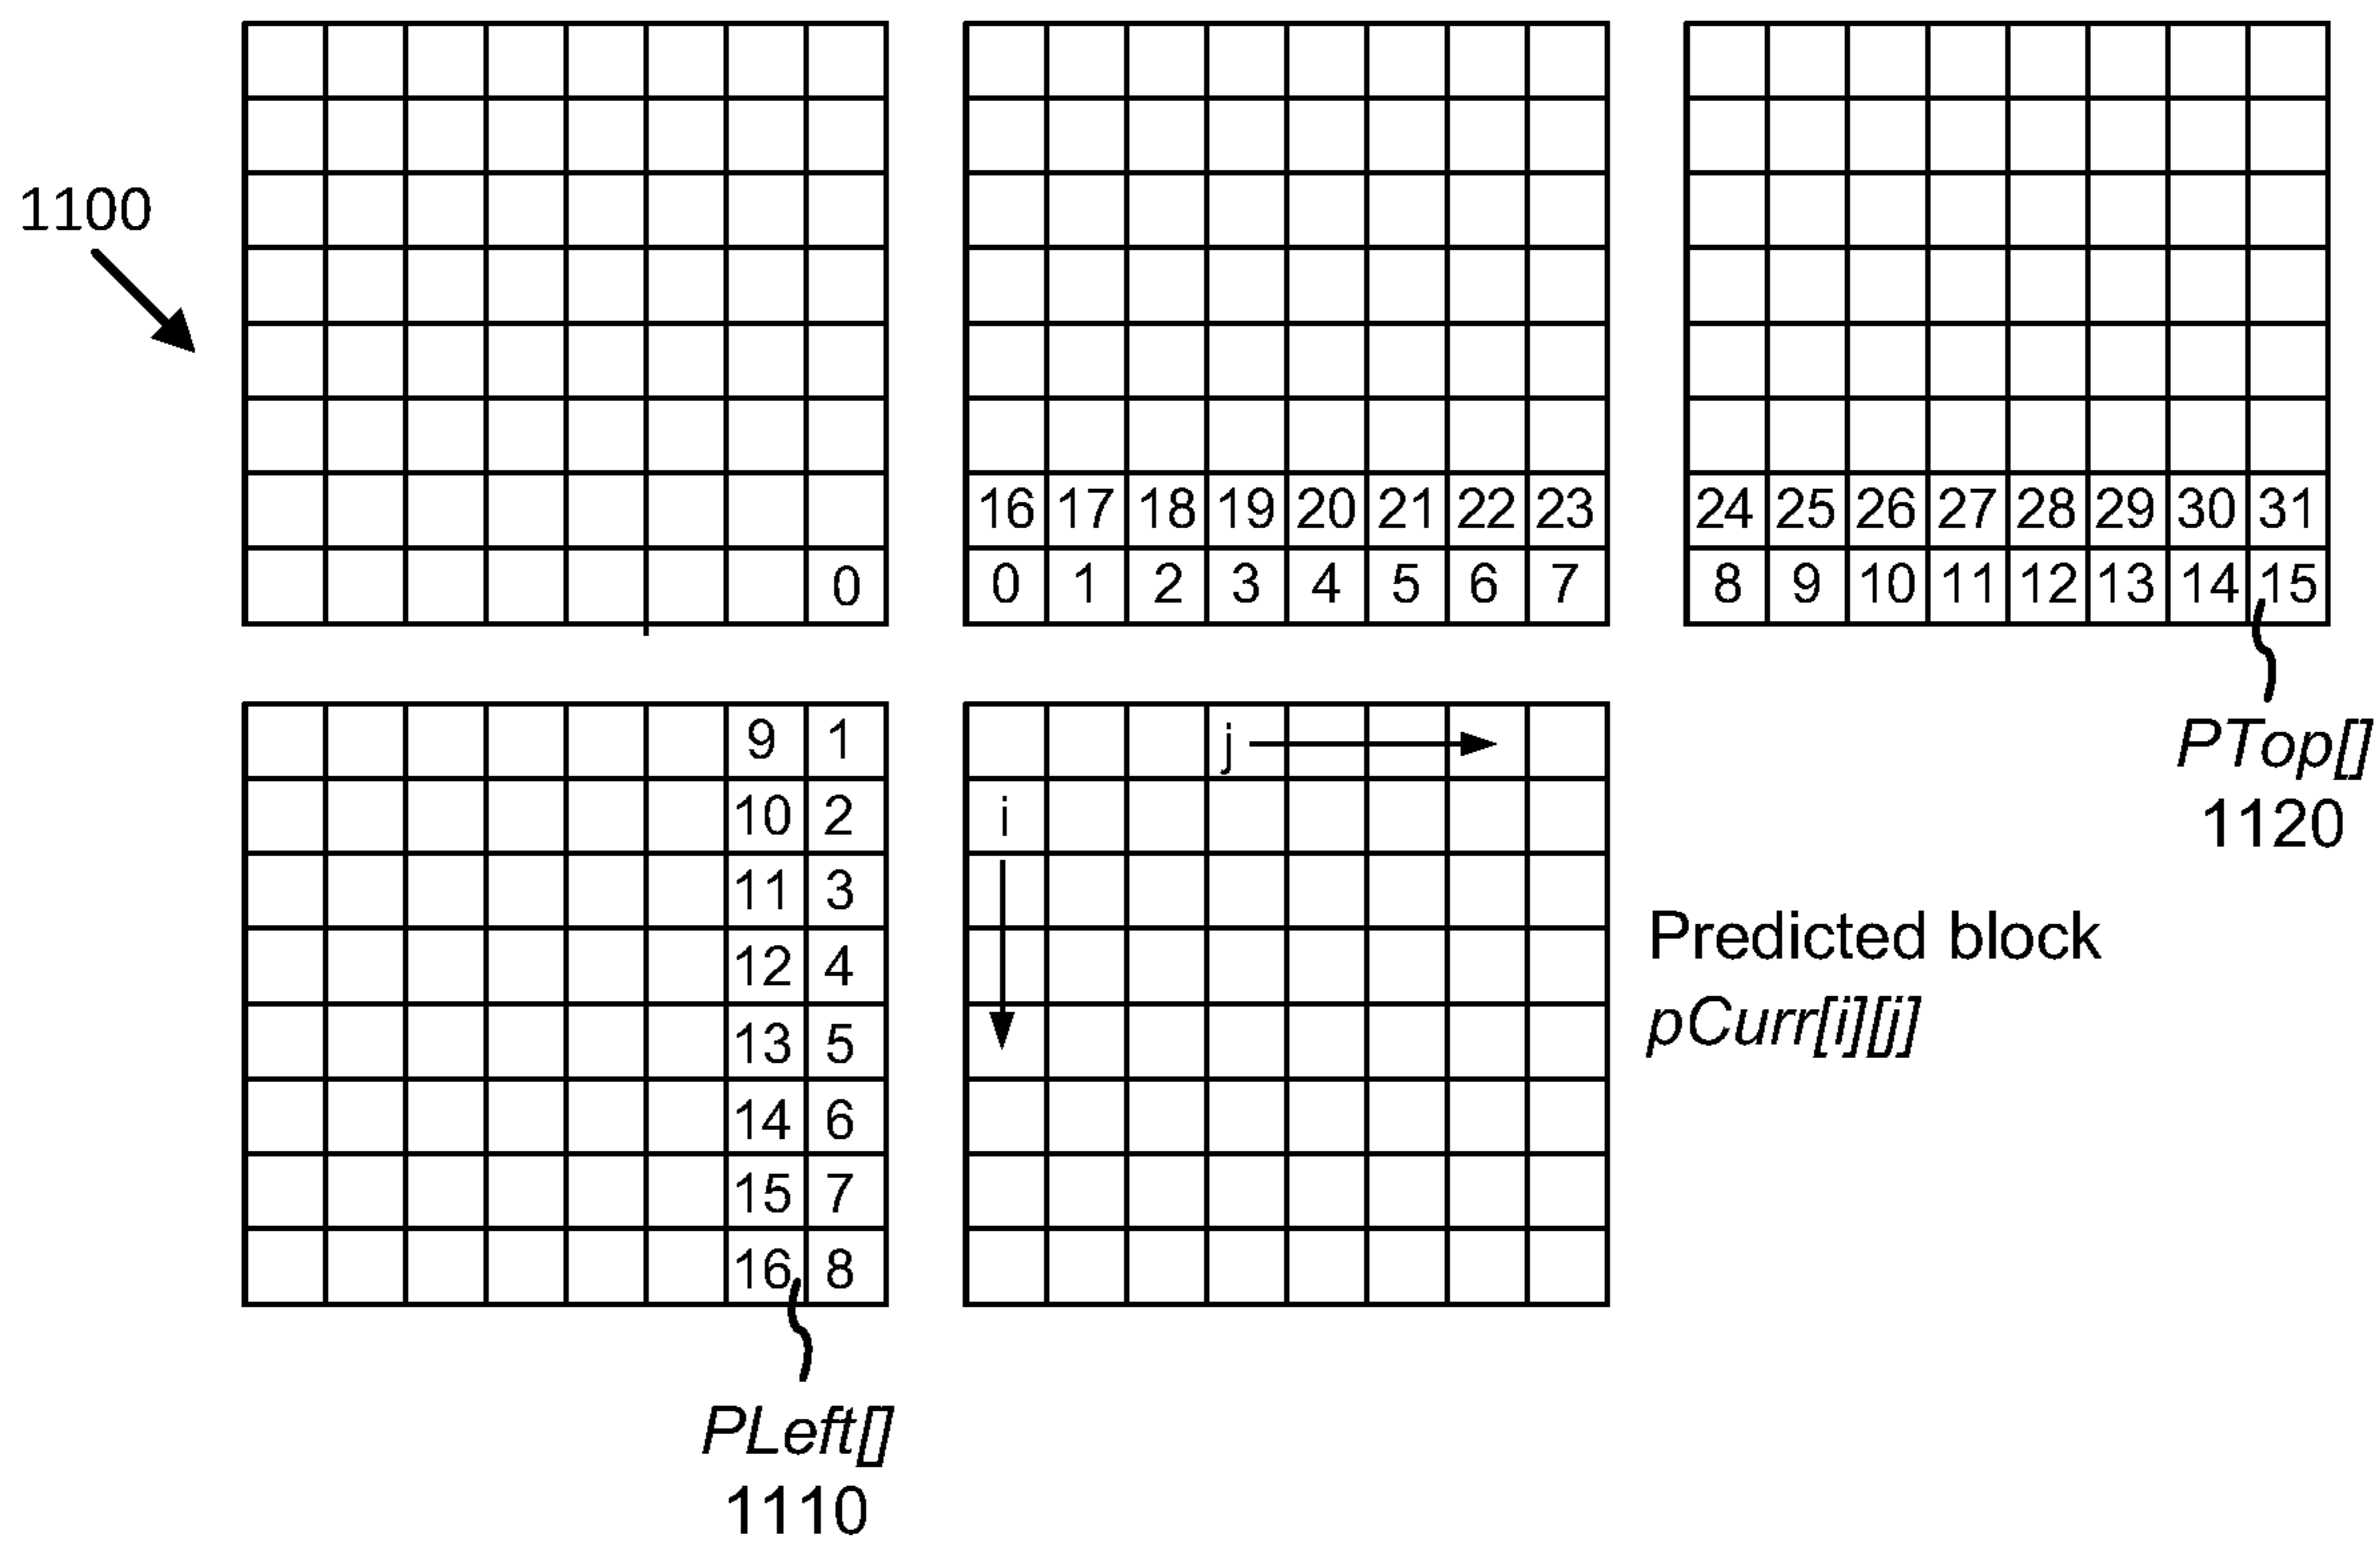 1100
16 17 18 19 20 21 22 23
24 25 26 27 28 29 30 31
0
0 1 2 3 4 5 6 7
8 9 10 11 12 13 14 15
PTop[]
1120
9 1
10 2
11 3
12 4
13 5
14 6
15 7
16 8
j
i
Predicted block
pCurr[i][j]
PLeft[]
1110